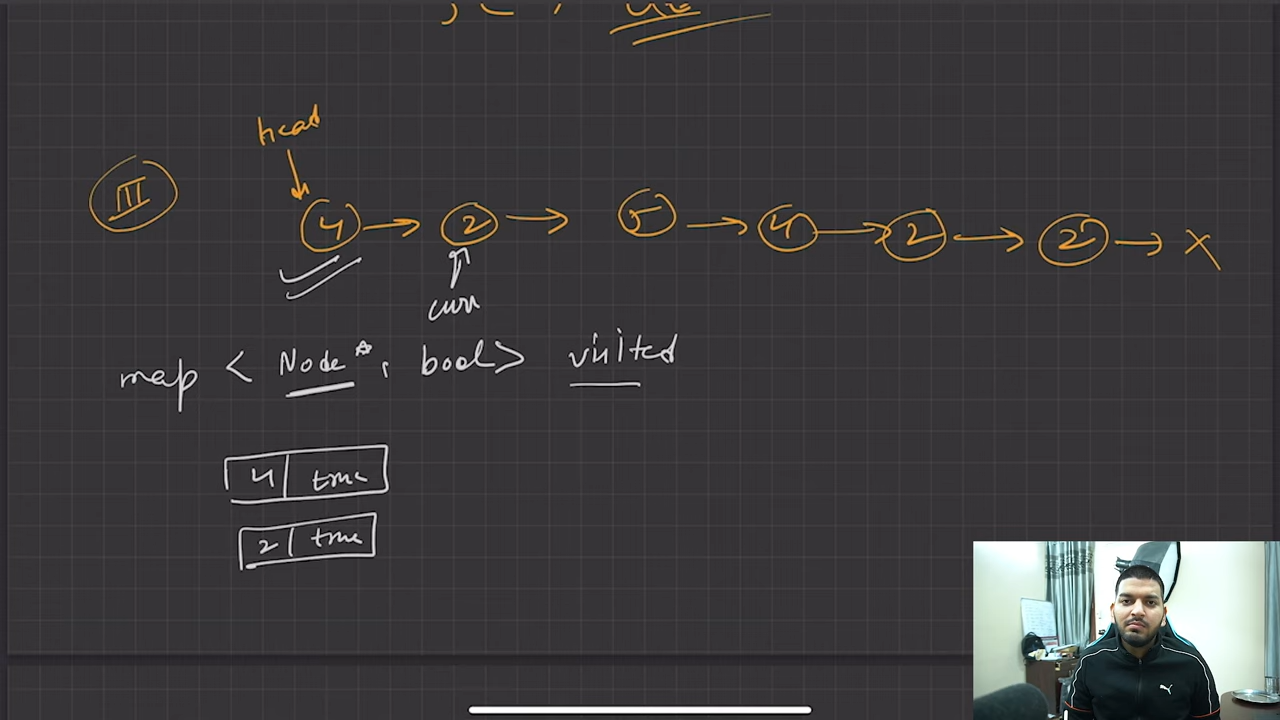 head
III
4 → 2 → 5 → 4 → 2 → 2 → X
curr
map < Node*, bool> visited
4 | true
2 | true